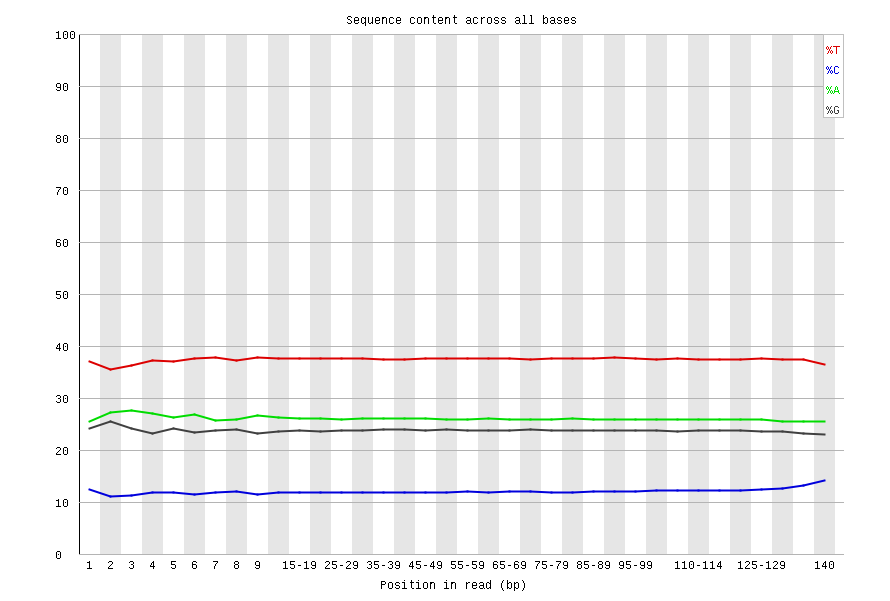 Sequence content across all bases
100
90
80
70
60
50
40
30
20
10
0
%T
%C
%A
%G
1 2 3 4 5 6 7 8 9 15-19 25-29 35-39 45-49 55-59 65-69 75-79 85-89 95-99 110-114 125-129 140
Position in read (bp)